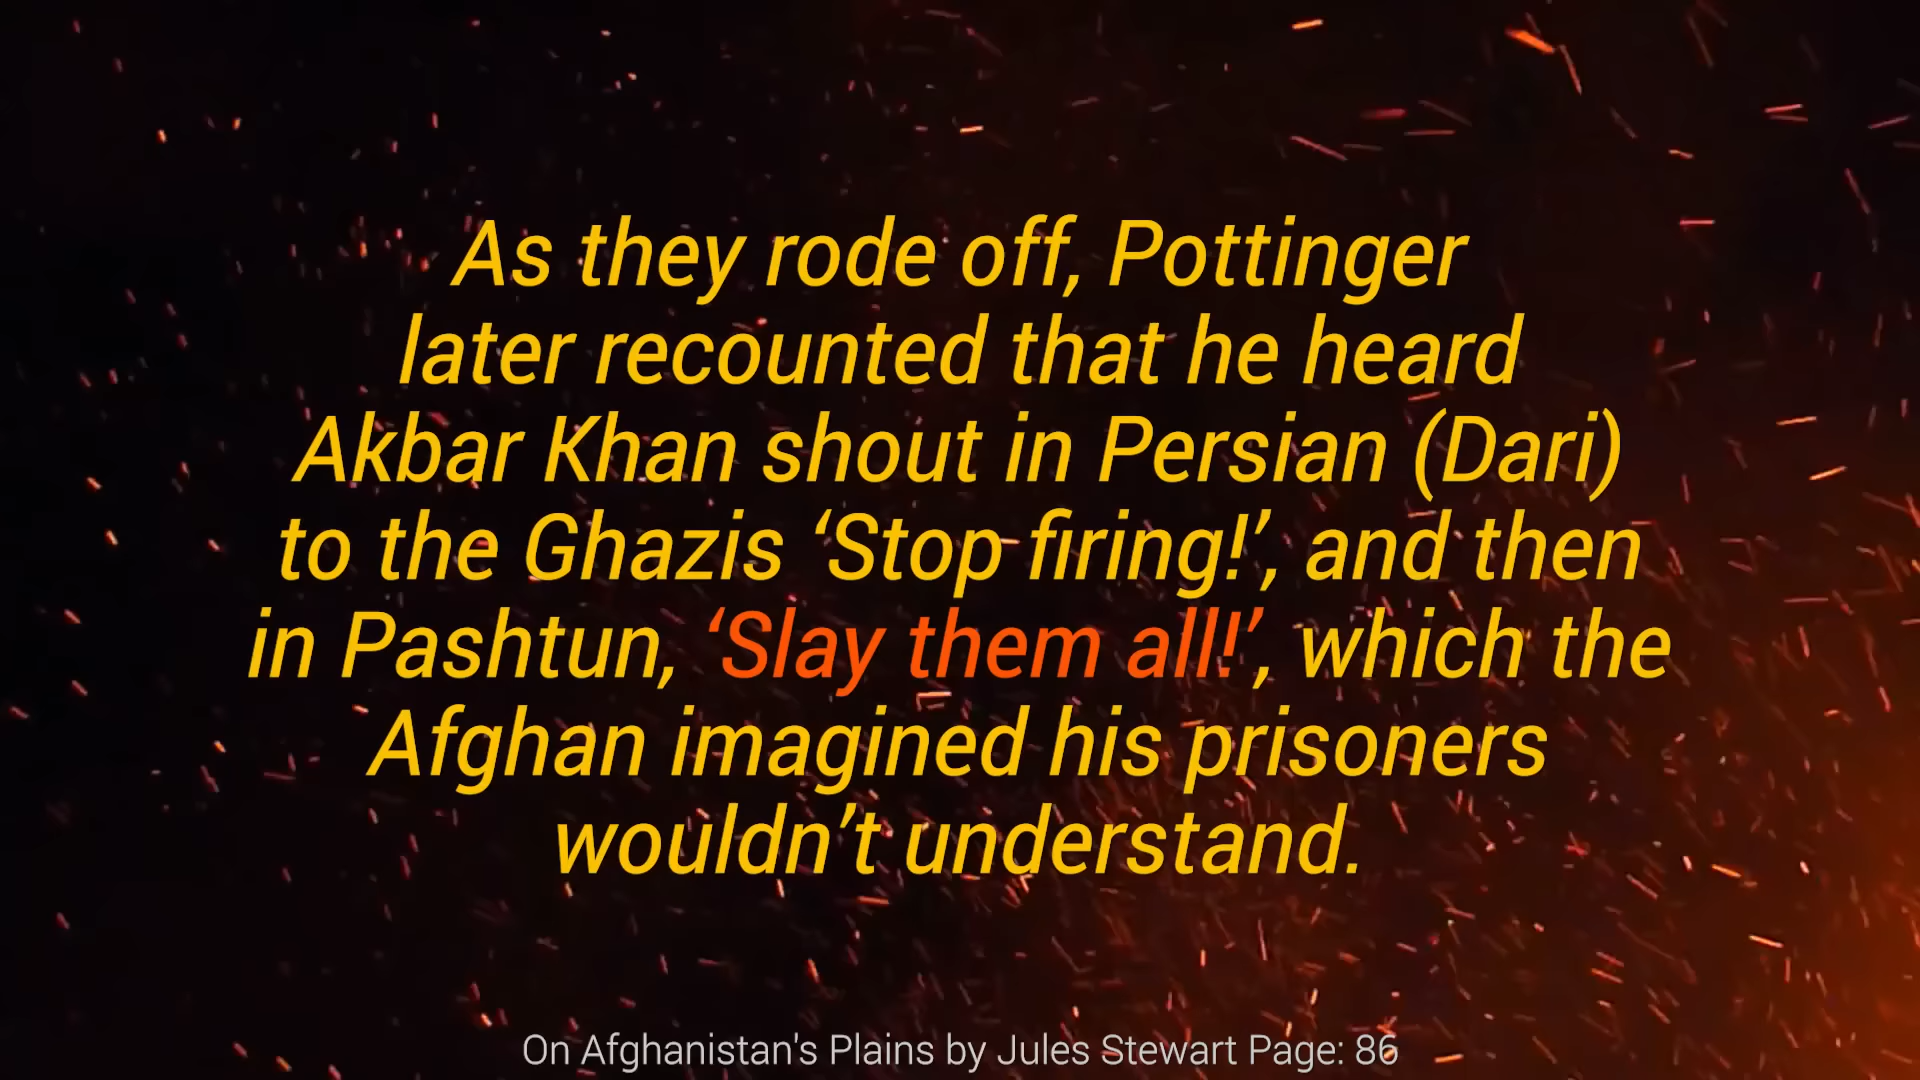 As they rode off, Pottinger
later recounted that he heard
Akbar Khan shout in Persian (Dari)
to the Ghazis ‘Stop firing!’, and then
in Pashtun, ‘Slay them all!’, which the
Afghan imagined his prisoners
wouldn’t understand.
On Afghanistan's Plains by Jules Stewart Page: 86